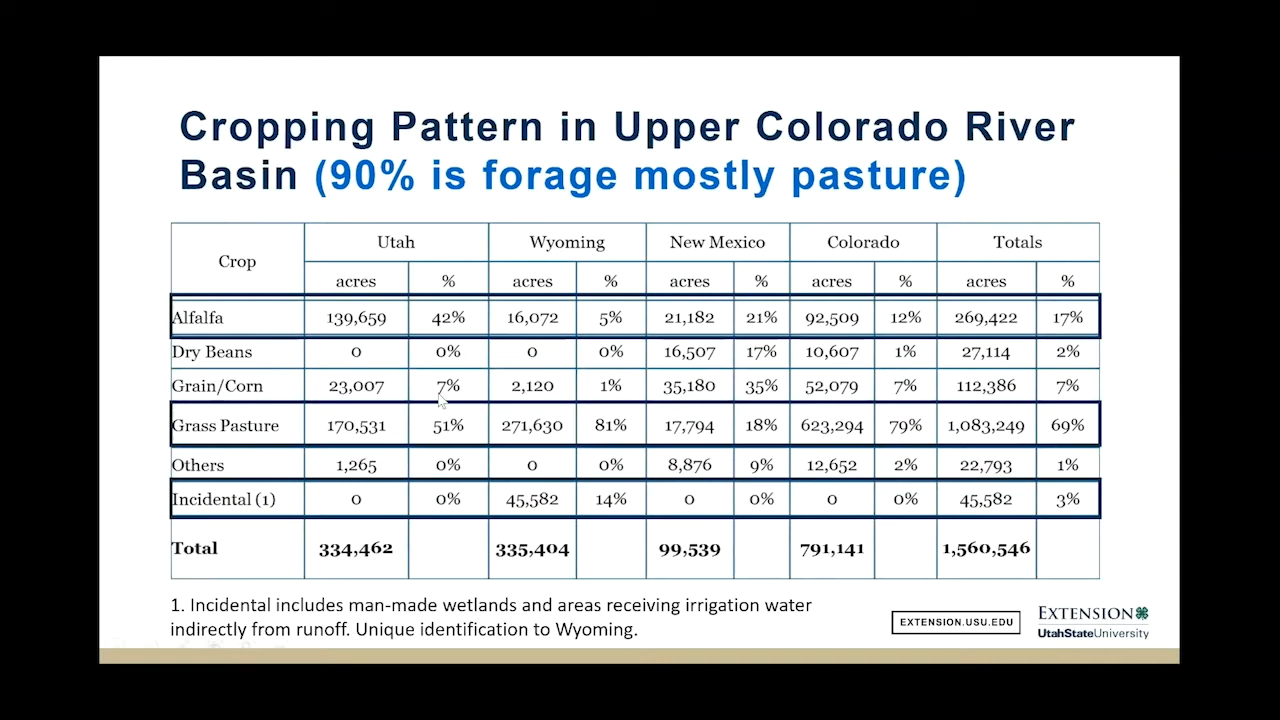 Cropping Pattern in Upper Colorado River
Basin (90% is forage mostly pasture)
Crop Utah Wyoming New Mexico Colorado Totals
acres % acres % acres % acres % acres %
Alfalfa 139,659 42% 16,072 5% 21,182 21% 92,509 12% 269,422 17%
Dry Beans 0 0% 0 0% 16,507 17% 10,607 1% 27,114 2%
Grain/Corn 23,007 7% 2,120 1% 35,180 35% 52,079 7% 112,386 7%
Grass Pasture 170,531 51% 271,630 81% 17,794 18% 623,294 79% 1,083,249 69%
Others 1,265 0% 0 0% 8,876 9% 12,652 2% 22,793 1%
Incidental (1) 0 0% 45,582 14% 0 0% 0 0% 45,582 3%
Total 334,462 335,404 99,539 791,141 1,560,546
1. Incidental includes man-made wetlands and areas receiving irrigation water
indirectly from runoff. Unique identification to Wyoming.
EXTENSION.USU.EDU
EXTENSION
UtahStateUniversity